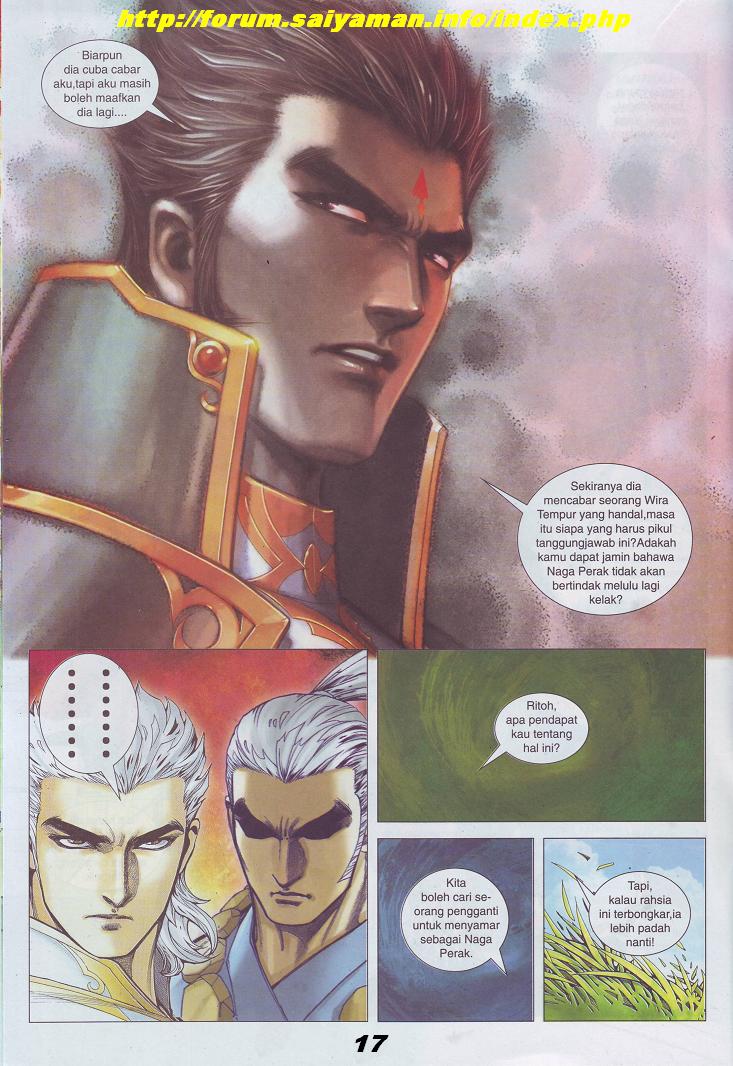 http://forum.saiyaman.info/index.php
Biarpun
dia cuba cabar
aku,tapi aku masih
boleh maafkan
dia lagi....
Sekiranya dia
mencabar seorang Wira
Tempur yang handal,masa
itu siapa yang harus pikul
tanggungjawab ini?Adakah
kamu dapat jamin bahawa
Naga Perak tidak akan
bertindak melulu lagi
kelak?
Ritoh,
apa pendapat
kau tentang
hal ini?
Kita
boleh cari se-
orang pengganti
untuk menyamar
sebagai Naga
Perak.
Tapi,
kalau rahsia
ini terbongkar,ia
lebih padah
nanti!
17